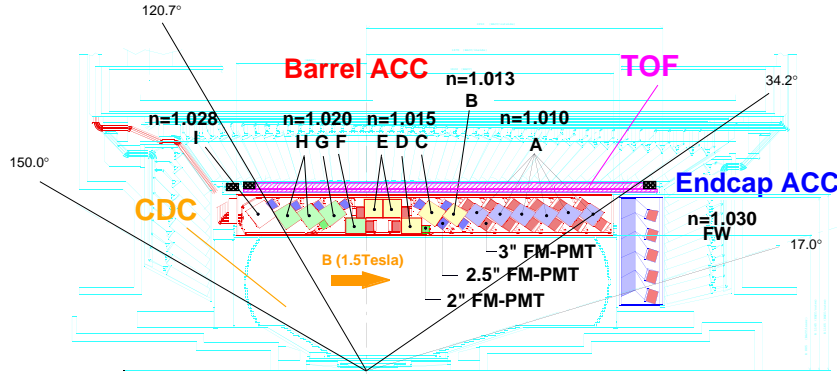 120.7°
Barrel ACC
n=1.013
B
TOF
34.2°
n=1.028
I
n=1.020
H G F
n=1.015
E D C
n=1.010
A
150.0°
Endcap ACC
CDC
n=1.030
FW
17.0°
B (1.5Tesla)
3" FM-PMT
2.5" FM-PMT
2" FM-PMT